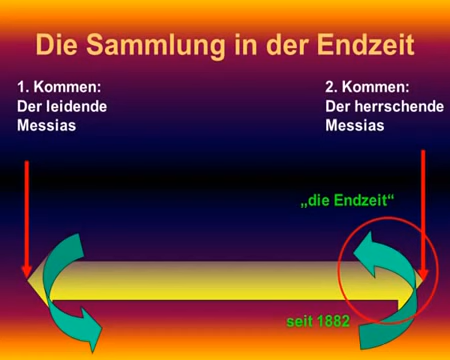 Die Sammlung in der Endzeit
1. Kommen:
Der leidende
Messias
2. Kommen:
Der herrschende
Messias
„die Endzeit“
seit 1882